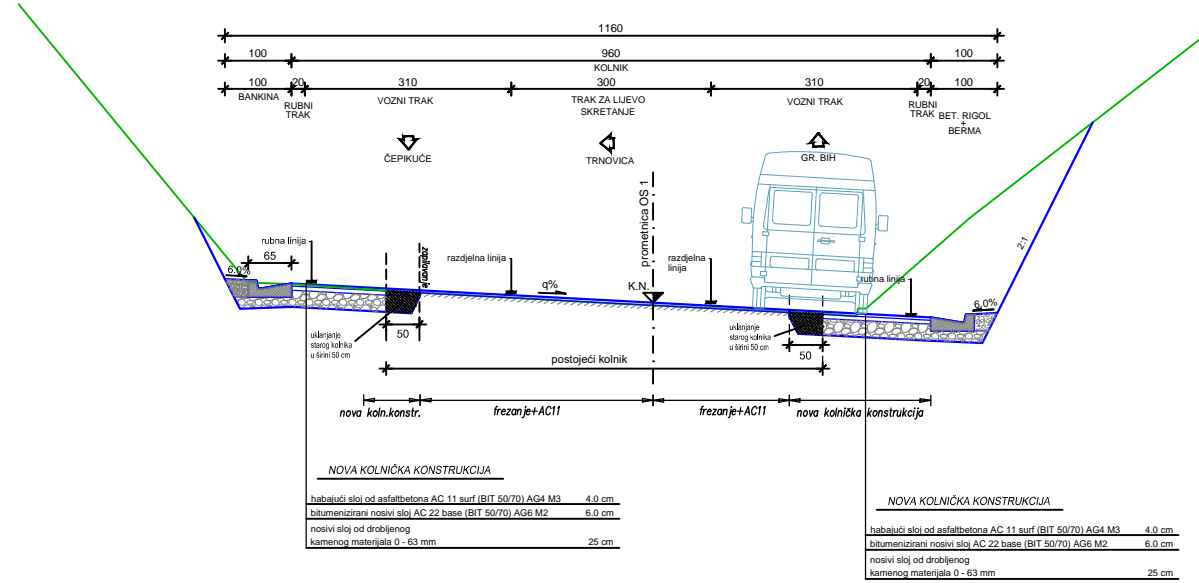 1160
100
960
100
KOLNIK
100
20
310
300
310
20
100
BANKINA
RUBNI
TRAK
VOZNI TRAK
TRAK ZA LIJEVO
SKRETANJE
VOZNI TRAK
RUBNI
TRAK
BET. RIGOL
+
BERMA
ČEPIKUĆE
TRNOVICA
GR. BIH
prometnica OS 1
2:1
rubna linija
65
6.0%
zapilovanje
razdjelna linija
q%
K.N.
razdjelna
linija
rubna linija
6.0%
uklanjanje
starog kolnika
u širini 50 cm
50
uklanjanje
starog kolnika
u širini 50 cm
50
postojeći kolnik
nova koln.konstr.
frezanje+AC11
frezanje+AC11
nova kolnička konstrukcija
NOVA KOLNIČKA KONSTRUKCIJA
habajući sloj od asfaltbetona AC 11 surf (BIT 50/70) AG4 M3 4.0 cm
bitumenizirani nosivi sloj AC 22 base (BIT 50/70) AG6 M2 6.0 cm
nosivi sloj od drobljenog
kamenog materijala 0 - 63 mm 25 cm
NOVA KOLNIČKA KONSTRUKCIJA
habajući sloj od asfaltbetona AC 11 surf (BIT 50/70) AG4 M3 4.0 cm
bitumenizirani nosivi sloj AC 22 base (BIT 50/70) AG6 M2 6.0 cm
nosivi sloj od drobljenog
kamenog materijala 0 - 63 mm 25 cm